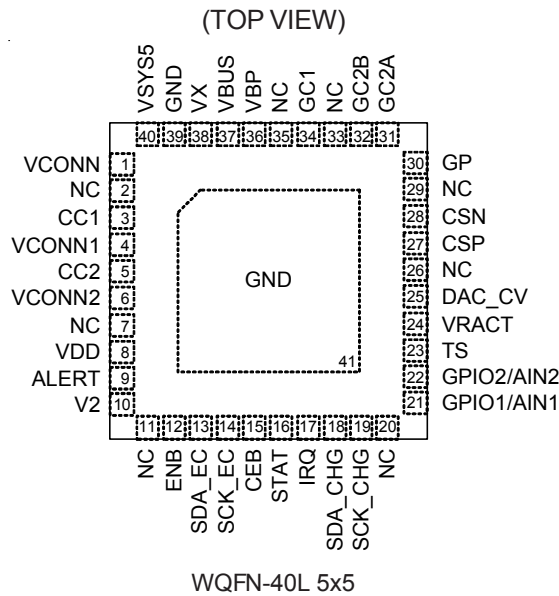 (TOP VIEW)
VSYS5
GND
VX
VBUS
VBP
NC
GC1
NC
GC2B
GC2A
40 39 38 37 36 35 34 33 32 31
VCONN 1
NC 2
CC1 3
VCONN1 4
CC2 5
VCONN2 6
NC 7
VDD 8
ALERT 9
V2 10
GND
41
30 GP
29 NC
28 CSN
27 CSP
26 NC
25 DAC_CV
24 VRACT
23 TS
22 GPIO2/AIN2
21 GPIO1/AIN1
11 12 13 14 15 16 17 18 19 20
NC
ENB
SDA_EC
SCK_EC
CEB
STAT
IRQ
SDA_CHG
SCK_CHG
NC
WQFN-40L 5x5